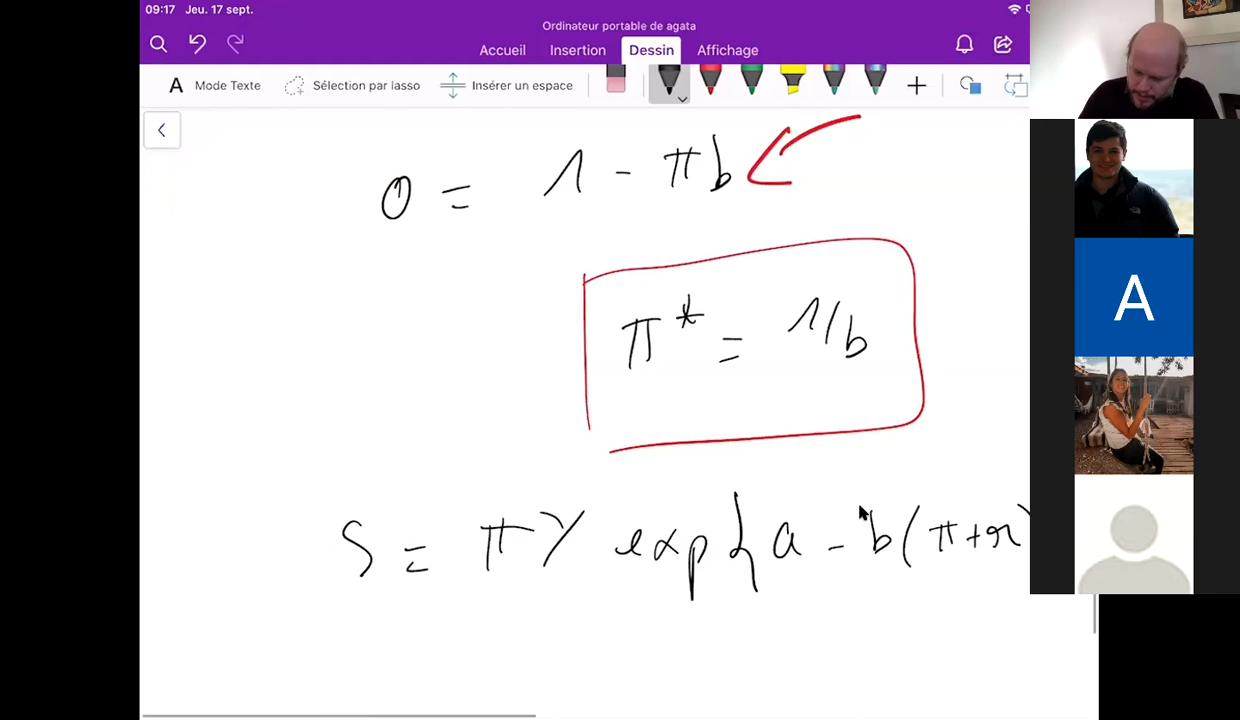 09:17 Jeu. 17 sept.
Ordinateur portable de agata
Accueil Insertion Dessin Affichage
A Mode Texte Sélection par lasso Insérer un espace
0 = 1 - πb
π* = 1/b
A
S = πY exp{a - b(π+r)